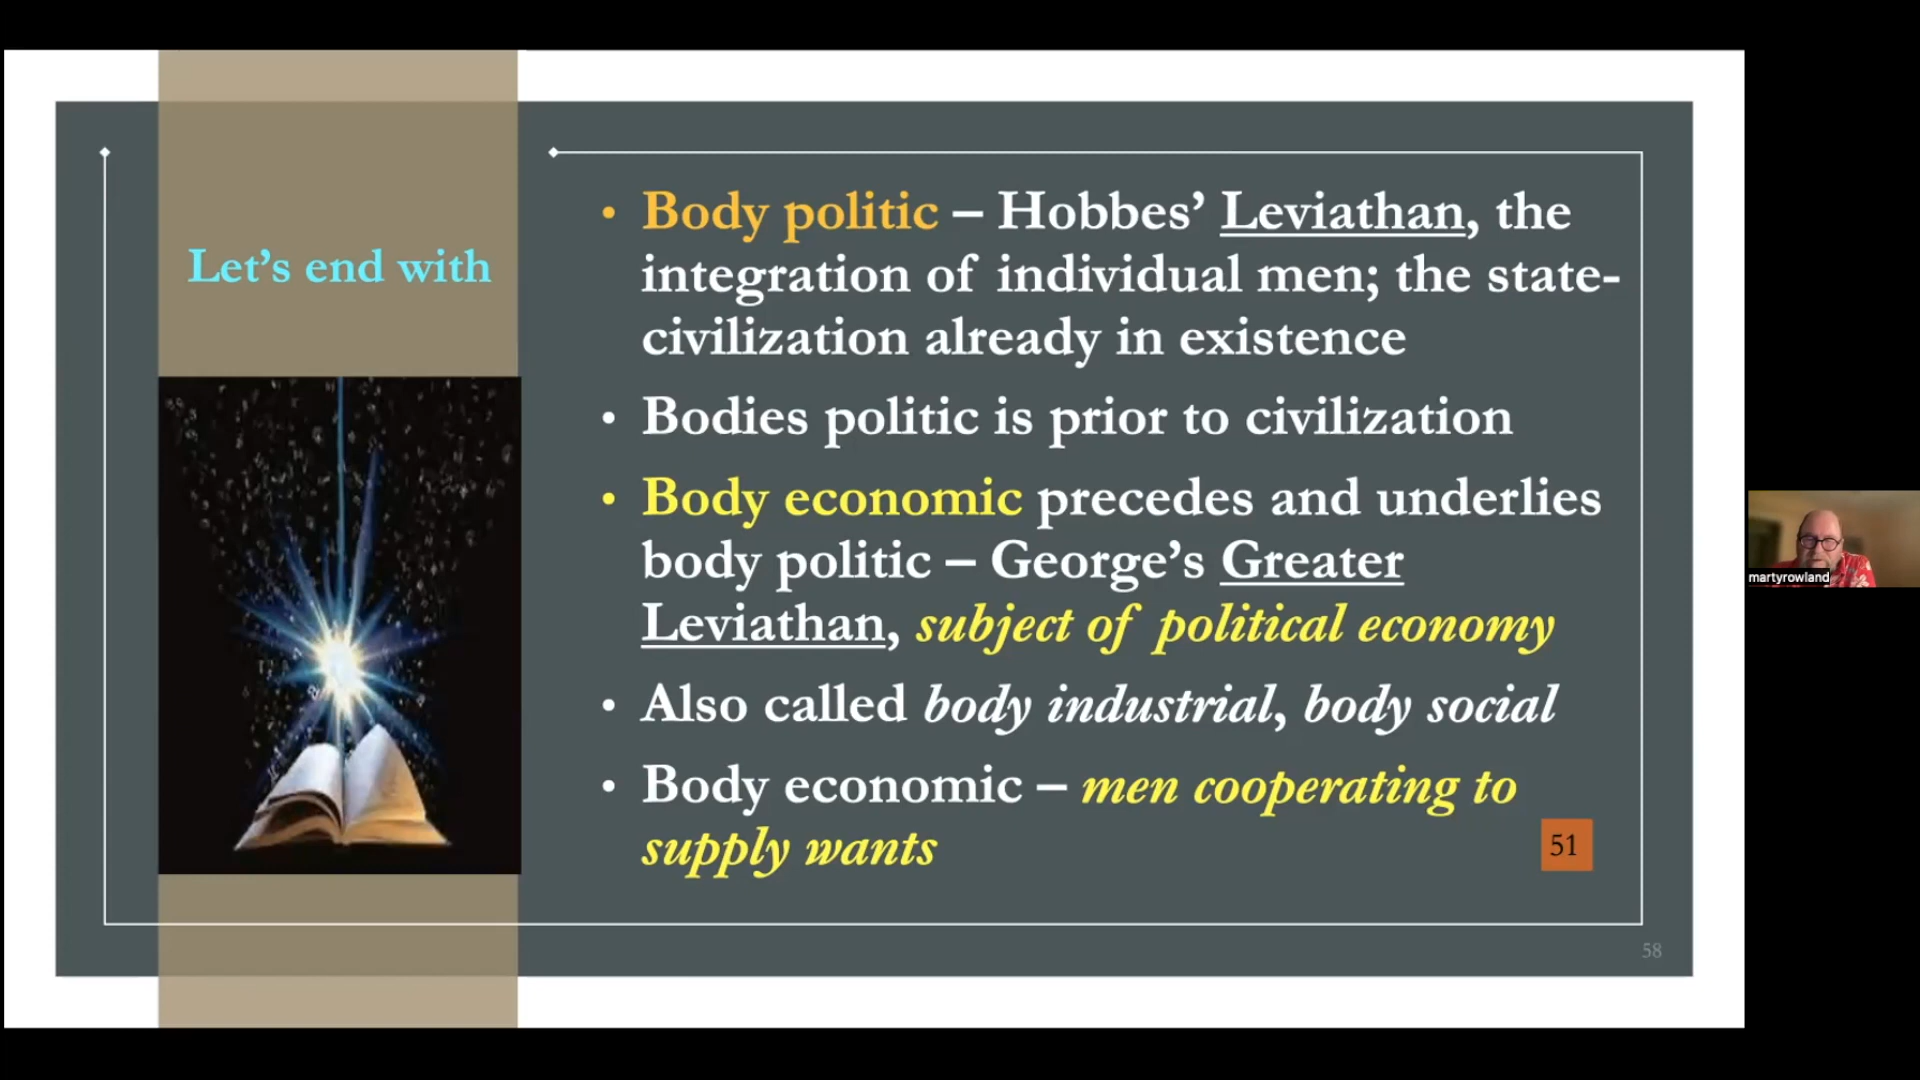 Let’s end with
• Body politic – Hobbes’ Leviathan, the
integration of individual men; the state-
civilization already in existence
• Bodies politic is prior to civilization
• Body economic precedes and underlies
body politic – George’s Greater
Leviathan, subject of political economy
• Also called body industrial, body social
• Body economic – men cooperating to
supply wants
51
58
martyrowland